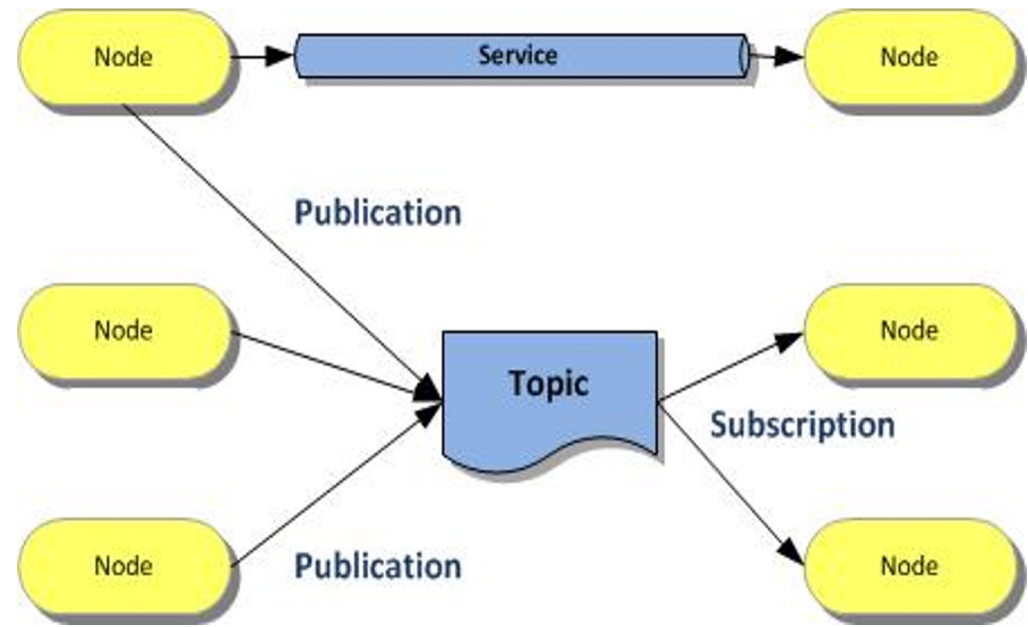 Node
Service
Node
Publication
Node
Topic
Node
Subscription
Node
Publication
Node